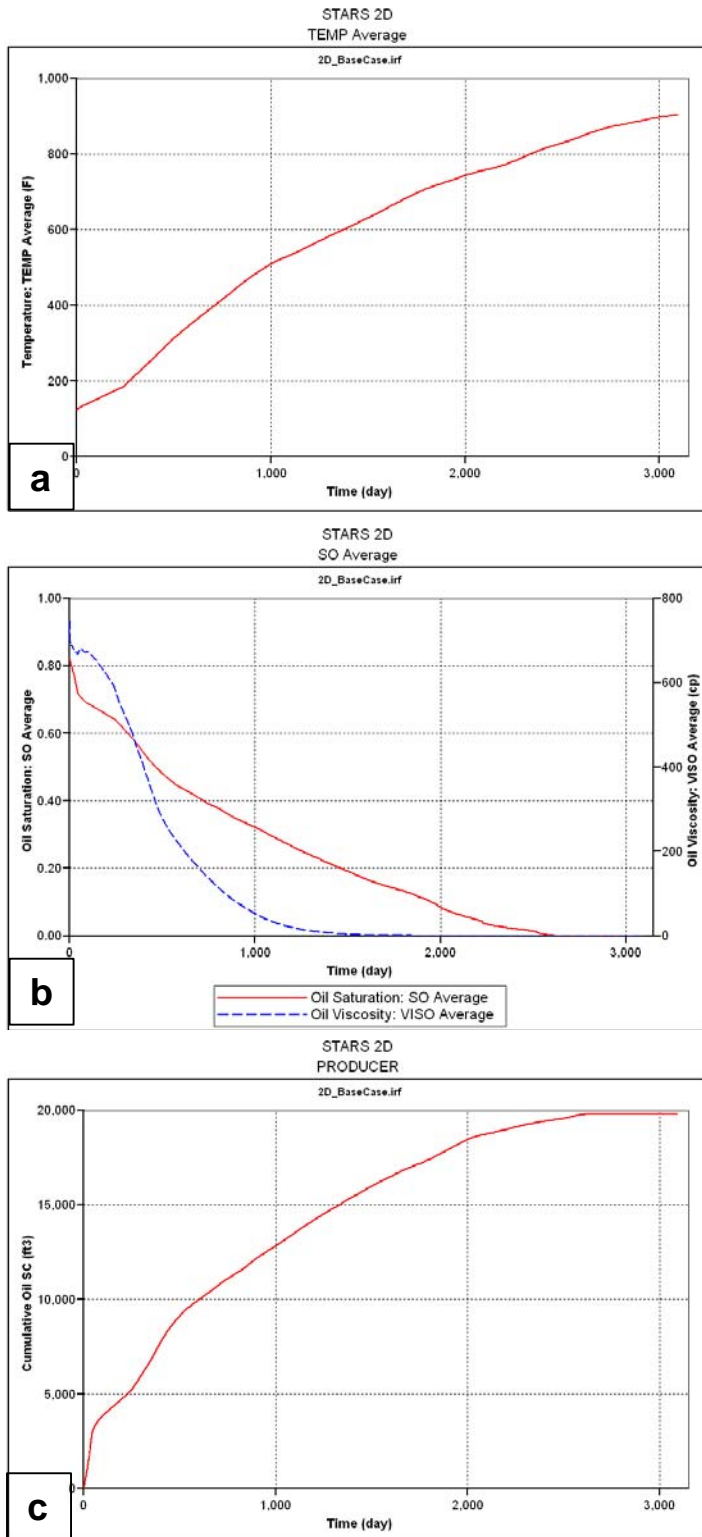 STARS 2D
TEMP Average
2D_BaseCase.irf
1,000
800
600
400
200
0
Temperature: TEMP Average (F)
0 1,000 2,000 3,000
Time (day)
a
STARS 2D
SO Average
2D_BaseCase.irf
1.00
0.80
0.60
0.40
0.20
0.00
Oil Saturation: SO Average
800
600
400
200
0
Oil Viscosity: VISO Average (cp)
0 1,000 2,000 3,000
Time (day)
b
Oil Saturation: SO Average
Oil Viscosity: VISO Average
STARS 2D
PRODUCER
2D_BaseCase.irf
20,000
15,000
10,000
5,000
0
Cumulative Oil SC (ft3)
0 1,000 2,000 3,000
Time (day)
c